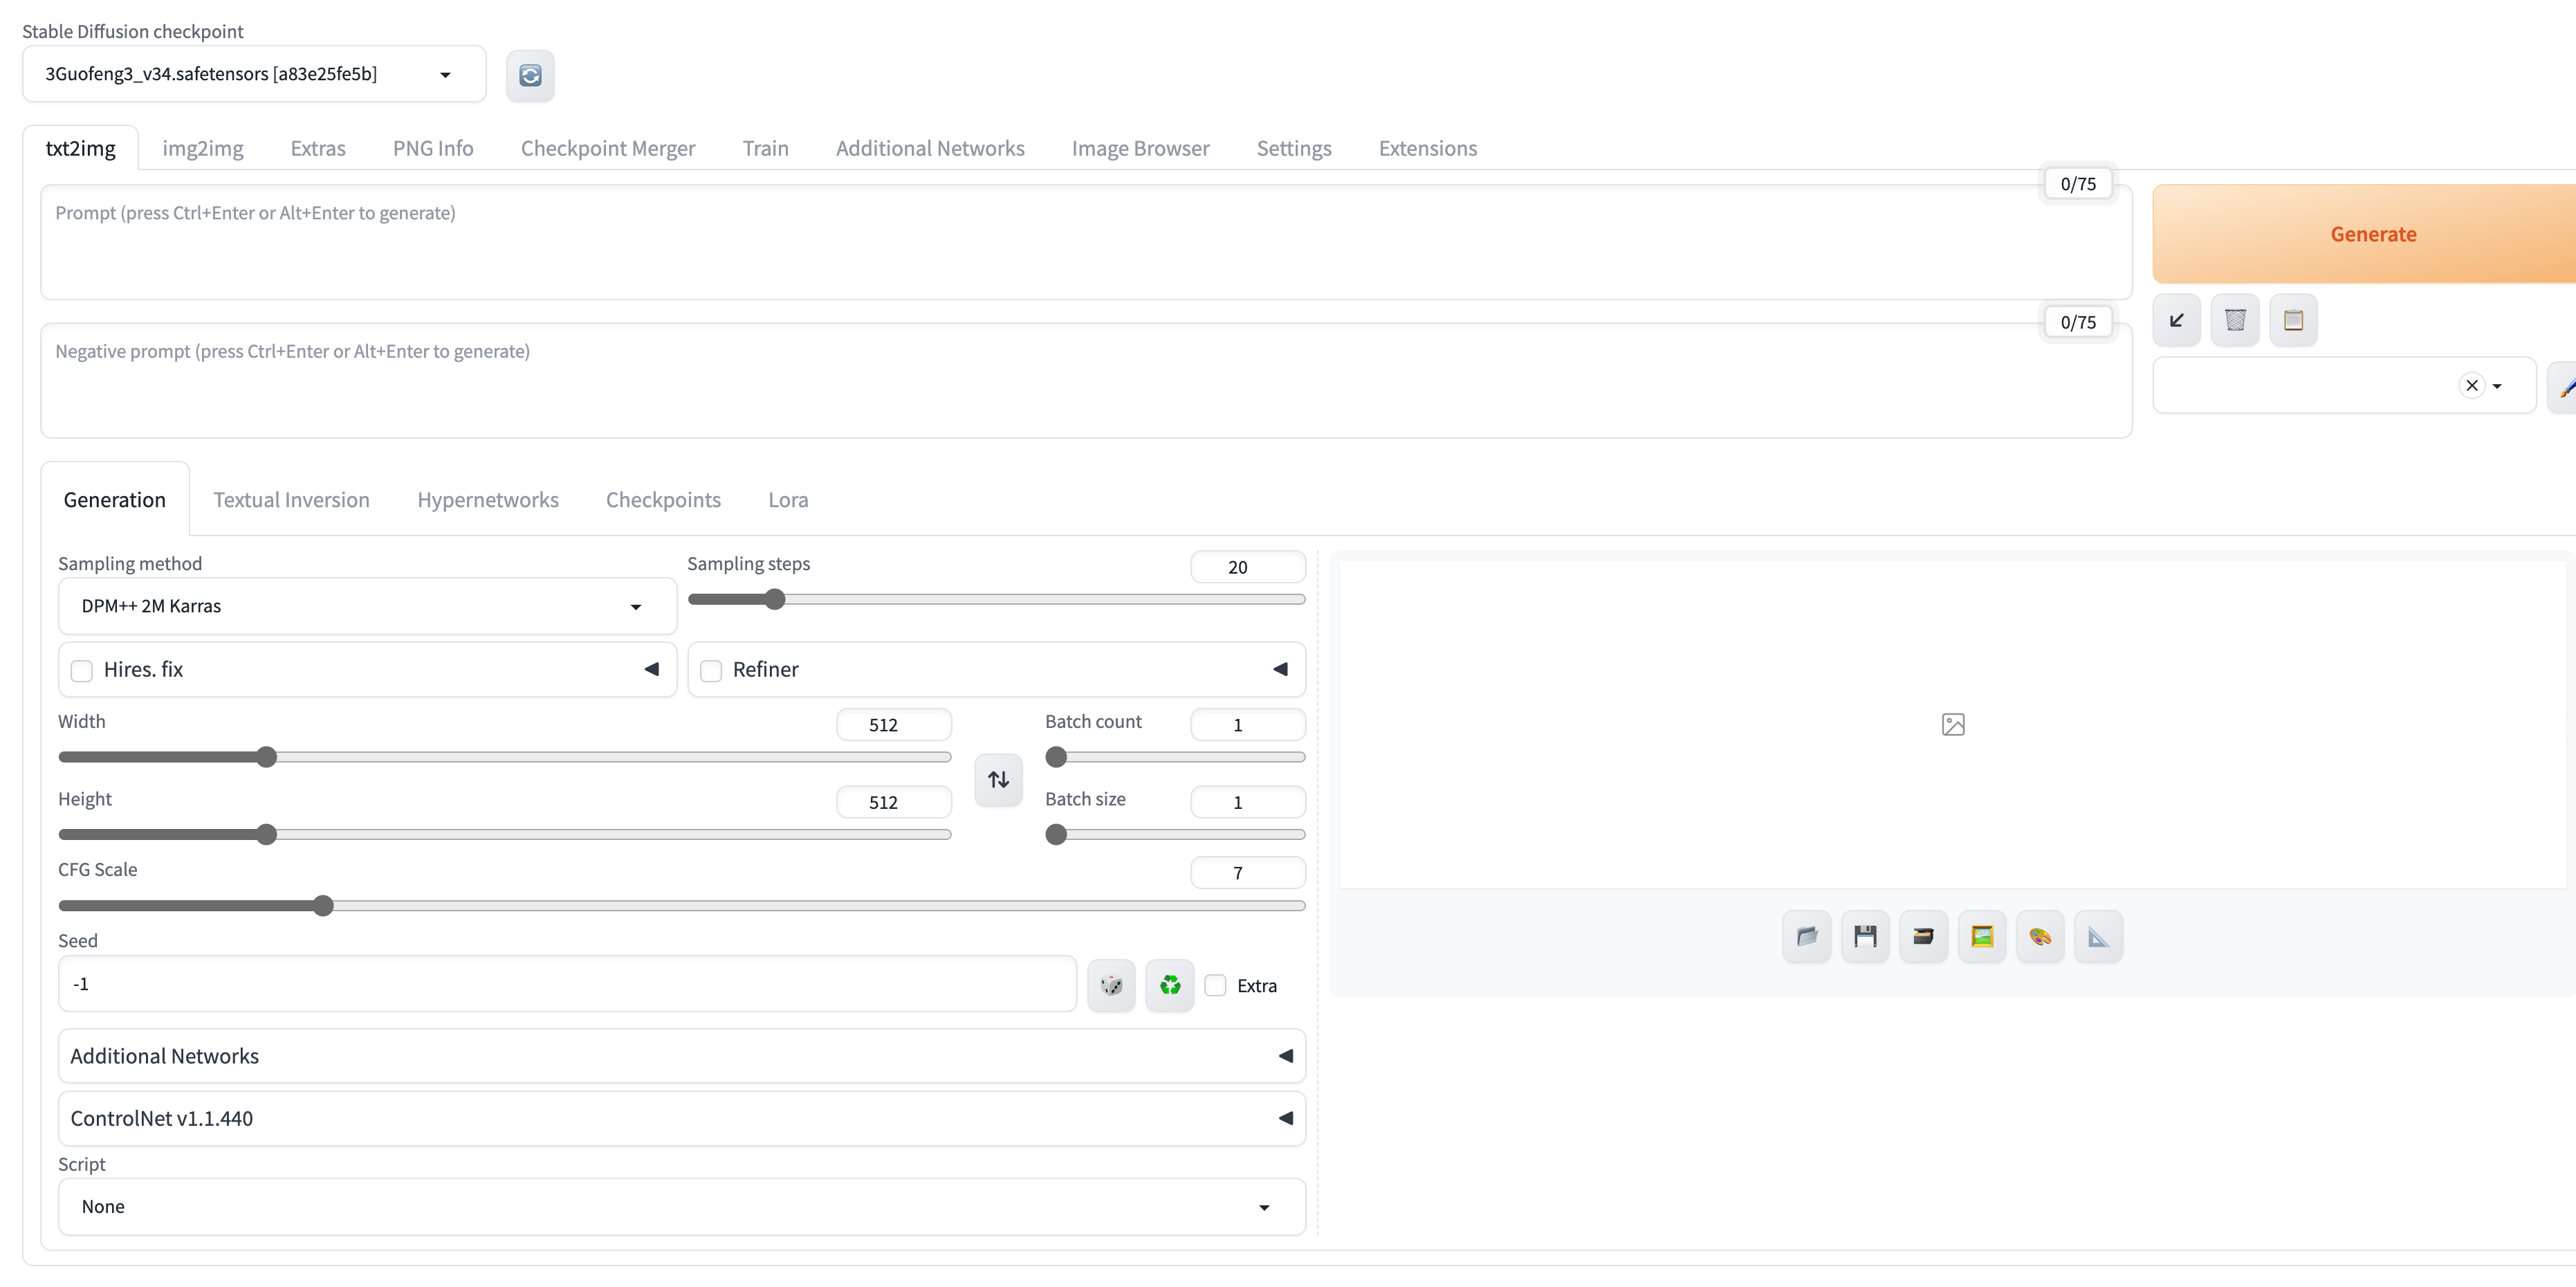 Stable Diffusion checkpoint
3Guofeng3_v34.safetensors [a83e25fe5b]
txt2img img2img Extras PNG Info Checkpoint Merger Train Additional Networks Image Browser Settings Extensions
0/75
Prompt (press Ctrl+Enter or Alt+Enter to generate)
Generate
0/75
Negative prompt (press Ctrl+Enter or Alt+Enter to generate)
Generation Textual Inversion Hypernetworks Checkpoints Lora
Sampling method
DPM++ 2M Karras
Sampling steps
20
Hires. fix
Refiner
Width
512
Batch count
1
Height
512
Batch size
1
CFG Scale
7
Seed
-1
Extra
Additional Networks
ControlNet v1.1.440
Script
None